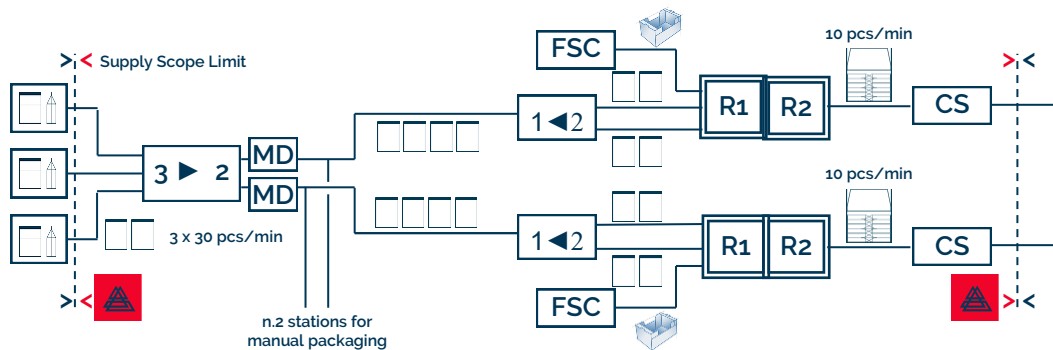 Supply Scope Limit
FSC
10 pcs/min
1◄2
R1
R2
CS
3 ► 2
MD
MD
3 x 30 pcs/min
10 pcs/min
1◄2
R1
R2
CS
FSC
n.2 stations for
manual packaging